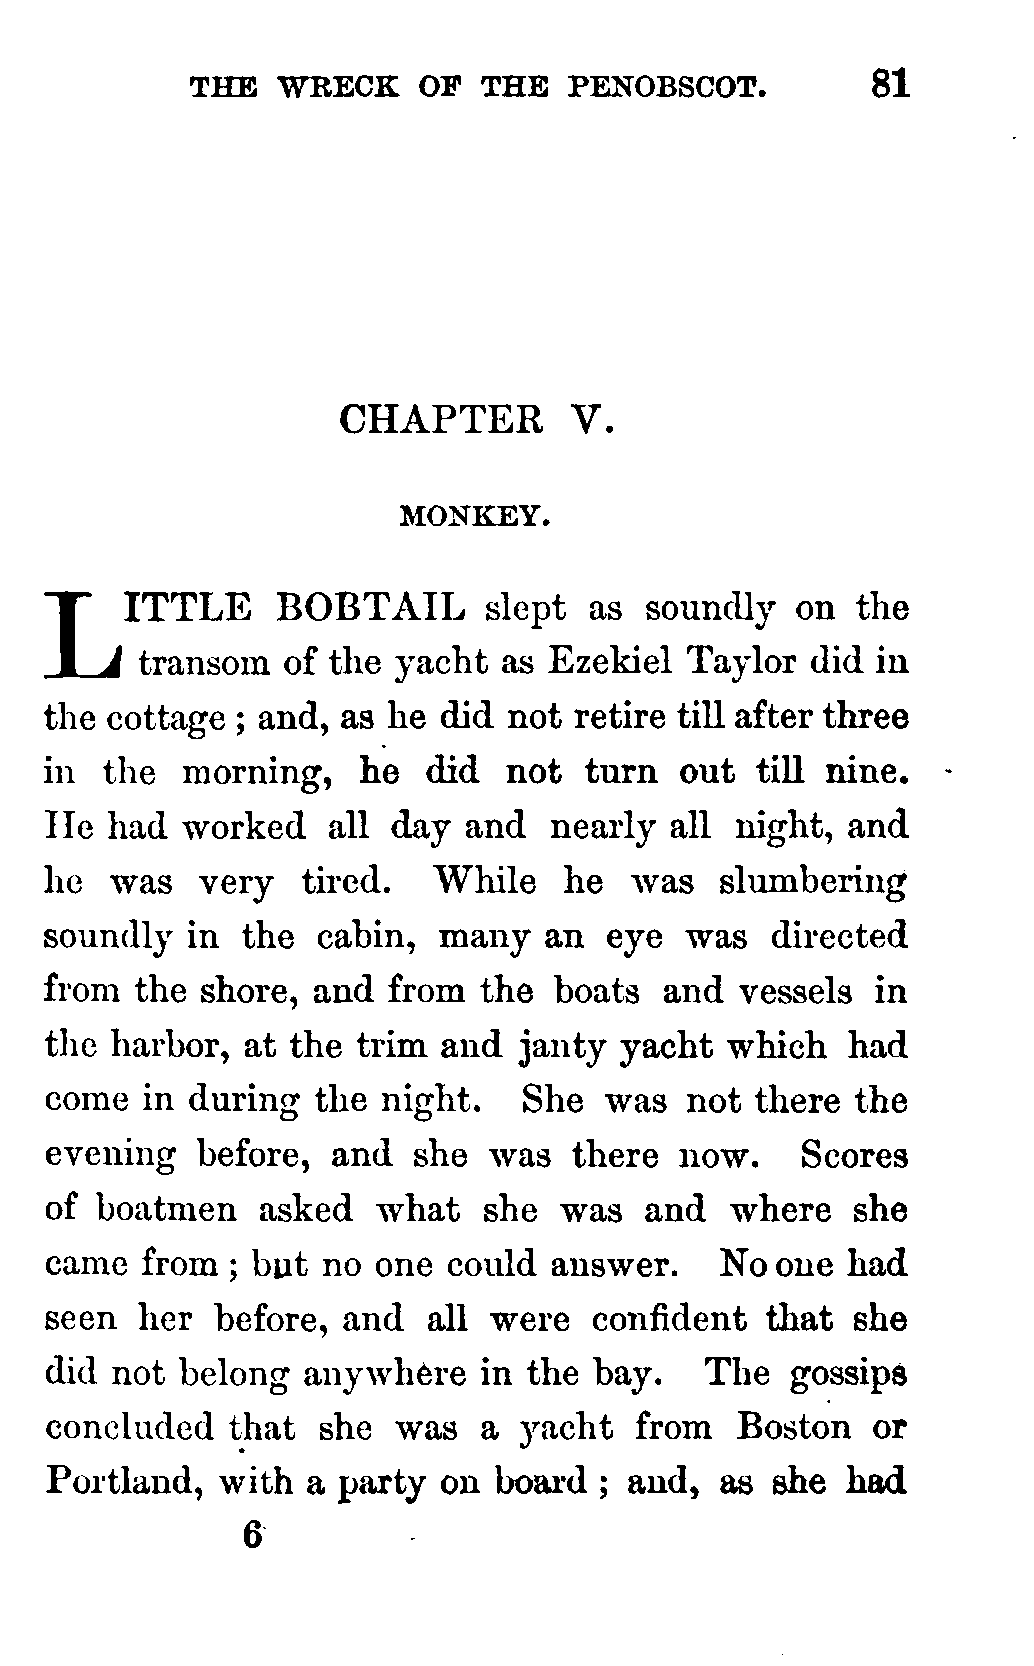 THE WRECK OF THE PENOBSCOT. 81
CHAPTER V.
MONKEY.
LITTLE BOBTAIL slept as soundly on the
transom of the yacht as Ezekiel Taylor did in
the cottage ; and, as he did not retire till after three
in the morning, he did not turn out till nine.
He had worked all day and nearly all night, and
he was very tired. While he was slumbering
soundly in the cabin, many an eye was directed
from the shore, and from the boats and vessels in
the harbor, at the trim and janty yacht which had
come in during the night. She was not there the
evening before, and she was there now. Scores
of boatmen asked what she was and where she
came from ; but no one could answer. No one had
seen her before, and all were confident that she
did not belong anywhere in the bay. The gossips
concluded that she was a yacht from Boston or
Portland, with a party on board ; and, as she had
6